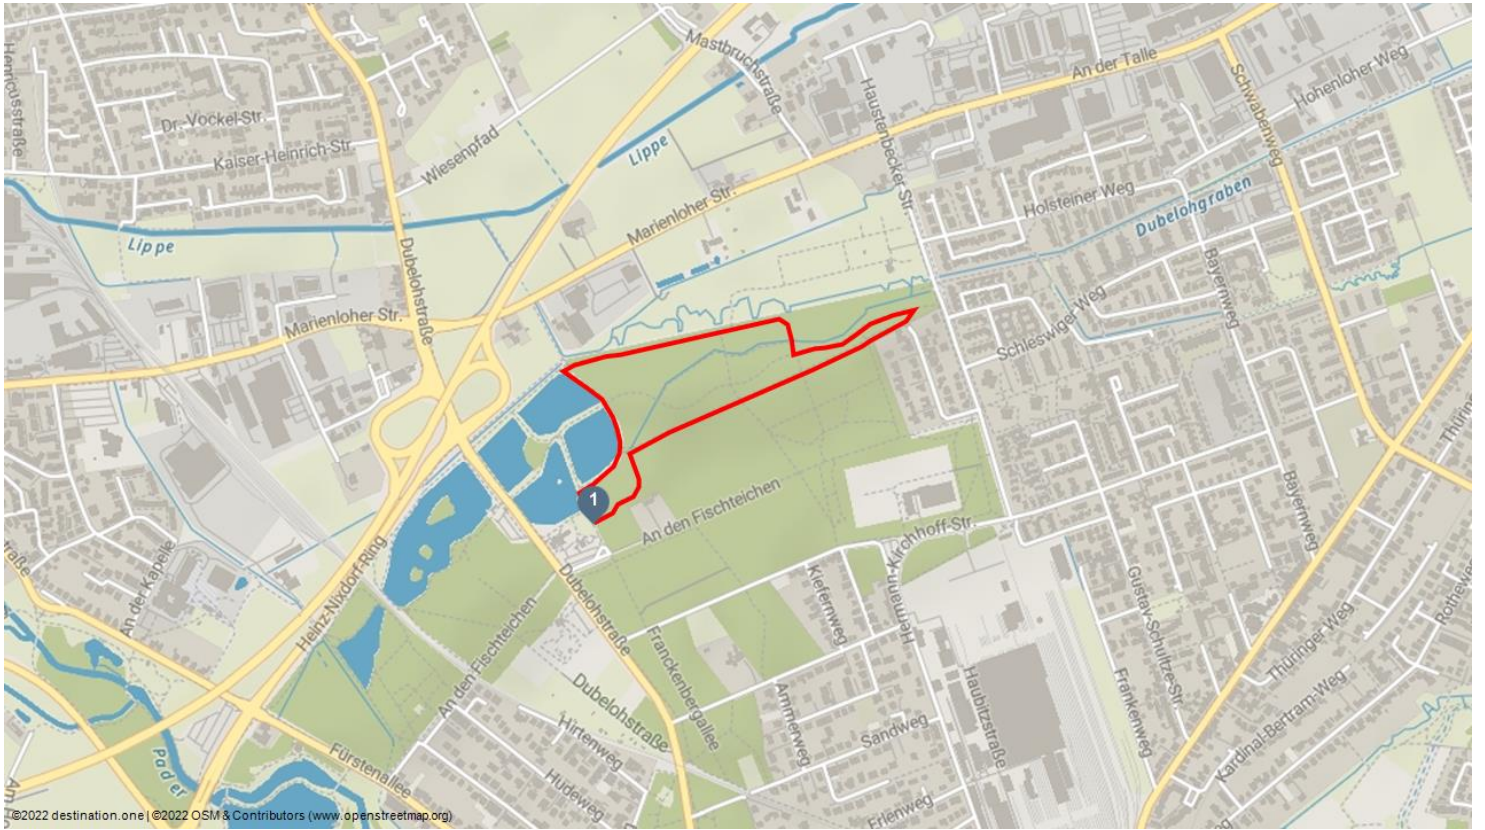 Mastbruchstraße
An der Talle
Hohenloher Weg
Schwabenweg
Haustenbecker Str.
Dr.-Vockel-Str.
Kaiser-Heinrich Str
Wiesenpfad
Lippe
Lippe
Marienloher Str.
Holsteiner Weg
Dubelohgraben
Dubelohstraße
Bayernweg
Marienloher Str.
Schleswiger Weg
1
An den Fischteichen
Bayernweg
Hermann-Kirchhoff-Str.
An der Kapelle
Heinz-Nixdorf-Ring
Dubelohstraße
Kiefernweg
Gustav-Schultze-Str.
Thüringer Weg
An den Fischteichen
Franckenbergallee
Dubelohstraße
Ammerweg
Sandweg
Haubitzstraße
Frankenweg
Kardinal-Bertram-Weg
Pader
Fürstenallee
Hirtenweg
Hudeweg
Erlenweg
©2022 destination.one | ©2022 OSM & Contributors (www.openstreetmap.org)